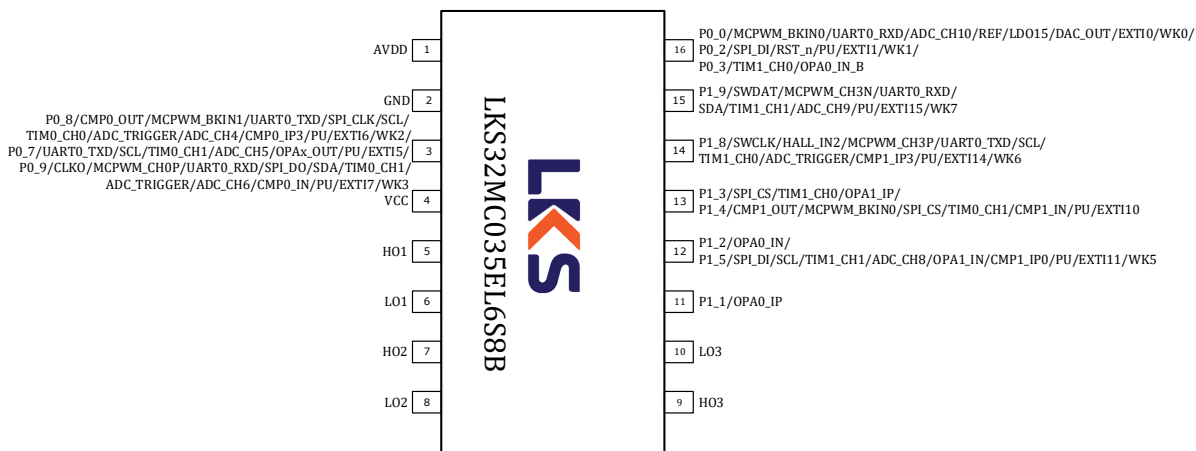 AVDD 1
GND 2
P0_8/CMP0_OUT/MCPWM_BKIN1/UART0_TXD/SPI_CLK/SCL/
TIM0_CH0/ADC_TRIGGER/ADC_CH4/CMP0_IP3/PU/EXTI6/WK2/
P0_7/UART0_TXD/SCL/TIM0_CH1/ADC_CH5/OPAx_OUT/PU/EXTI5/ 3
P0_9/CLKO/MCPWM_CH0P/UART0_RXD/SPI_DO/SDA/TIM0_CH1/
ADC_TRIGGER/ADC_CH6/CMP0_IN/PU/EXTI7/WK3
VCC 4
HO1 5
LO1 6
HO2 7
LO2 8
LKS32MC035EL6S8B
LKS
P0_0/MCPWM_BKIN0/UART0_RXD/ADC_CH10/REF/LDO15/DAC_OUT/EXTI0/WK0/
16 P0_2/SPI_DI/RST_n/PU/EXTI1/WK1/
P0_3/TIM1_CH0/OPA0_IN_B
15 P1_9/SWDAT/MCPWM_CH3N/UART0_RXD/
SDA/TIM1_CH1/ADC_CH9/PU/EXTI15/WK7
14 P1_8/SWCLK/HALL_IN2/MCPWM_CH3P/UART0_TXD/SCL/
TIM1_CH0/ADC_TRIGGER/CMP1_IP3/PU/EXTI14/WK6
13 P1_3/SPI_CS/TIM1_CH0/OPA1_IP/
P1_4/CMP1_OUT/MCPWM_BKIN0/SPI_CS/TIM0_CH1/CMP1_IN/PU/EXTI10
12 P1_2/OPA0_IN/
P1_5/SPI_DI/SCL/TIM1_CH1/ADC_CH8/OPA1_IN/CMP1_IP0/PU/EXTI11/WK5
11 P1_1/OPA0_IP
10 LO3
9 HO3